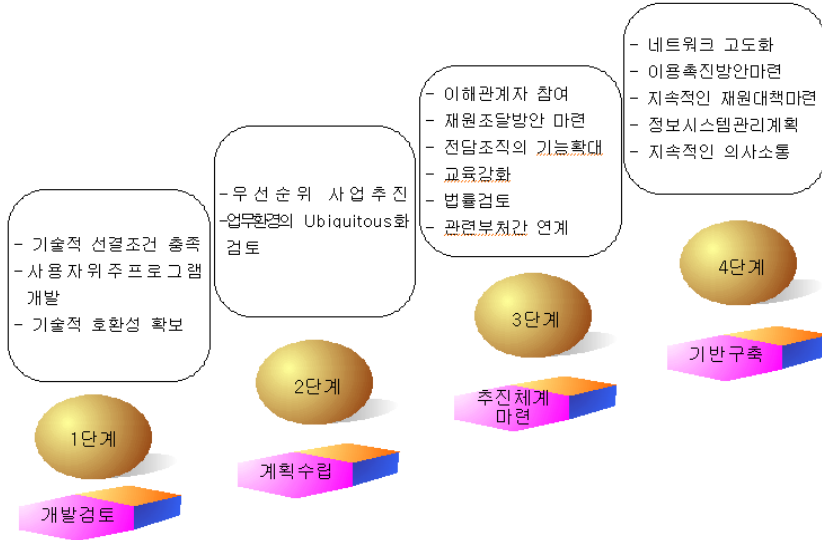 - 기술적 선결조건 충족
- 사용자위주프로그램
개발
- 기술적 호환성 확보
1단계
개발검토
- 우선순위 사업추진
- 업무환경의 Ubiquitous화
검토
2단계
계획수립
- 이해관계자 참여
- 재원조달방안 마련
- 전담조직의 기능확대
- 교육강화
- 법률검토
- 관련부처간 연계
3단계
추진체계
마련
- 네트워크 고도화
- 이용촉진방안마련
- 지속적인 재원대책마련
- 정보시스템관리계획
- 지속적인 의사소통
4단계
기반구축